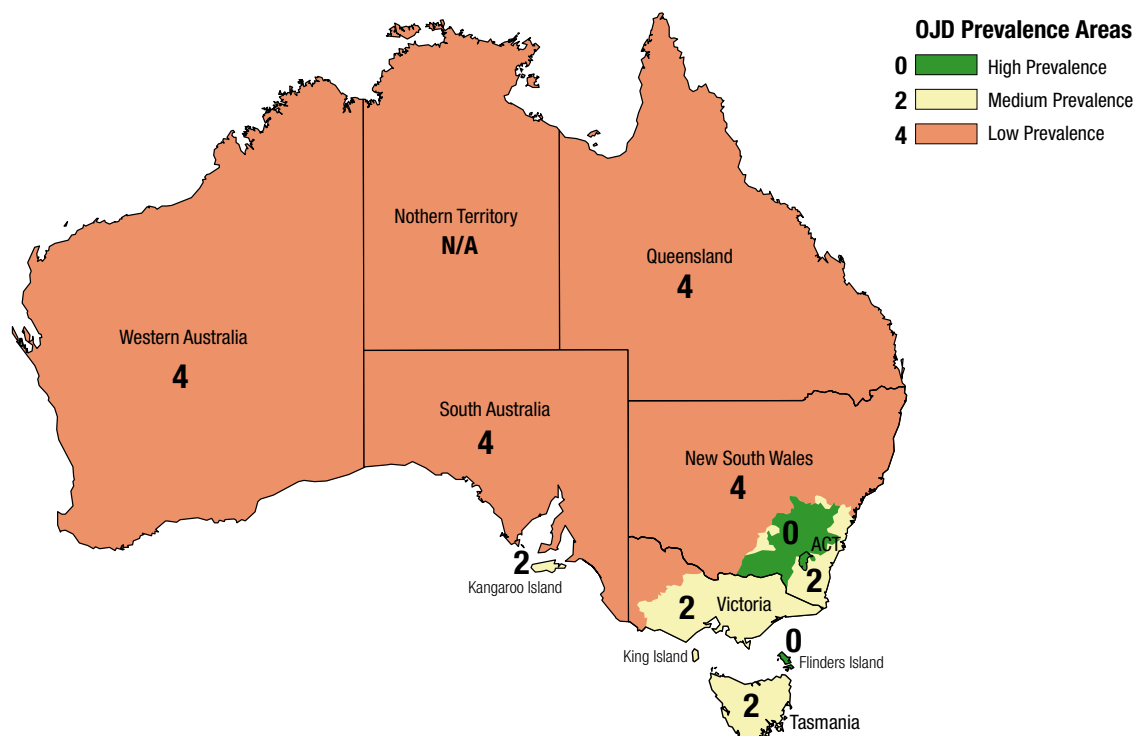 OJD Prevalence Areas
0 High Prevalence
2 Medium Prevalence
4 Low Prevalence
Nothern Territory
N/A
Queensland
4
Western Australia
4
South Australia
4
New South Wales
4
0
ACT
2
2
Kangaroo Island
2 Victoria
0
King Island
Flinders Island
2
Tasmania